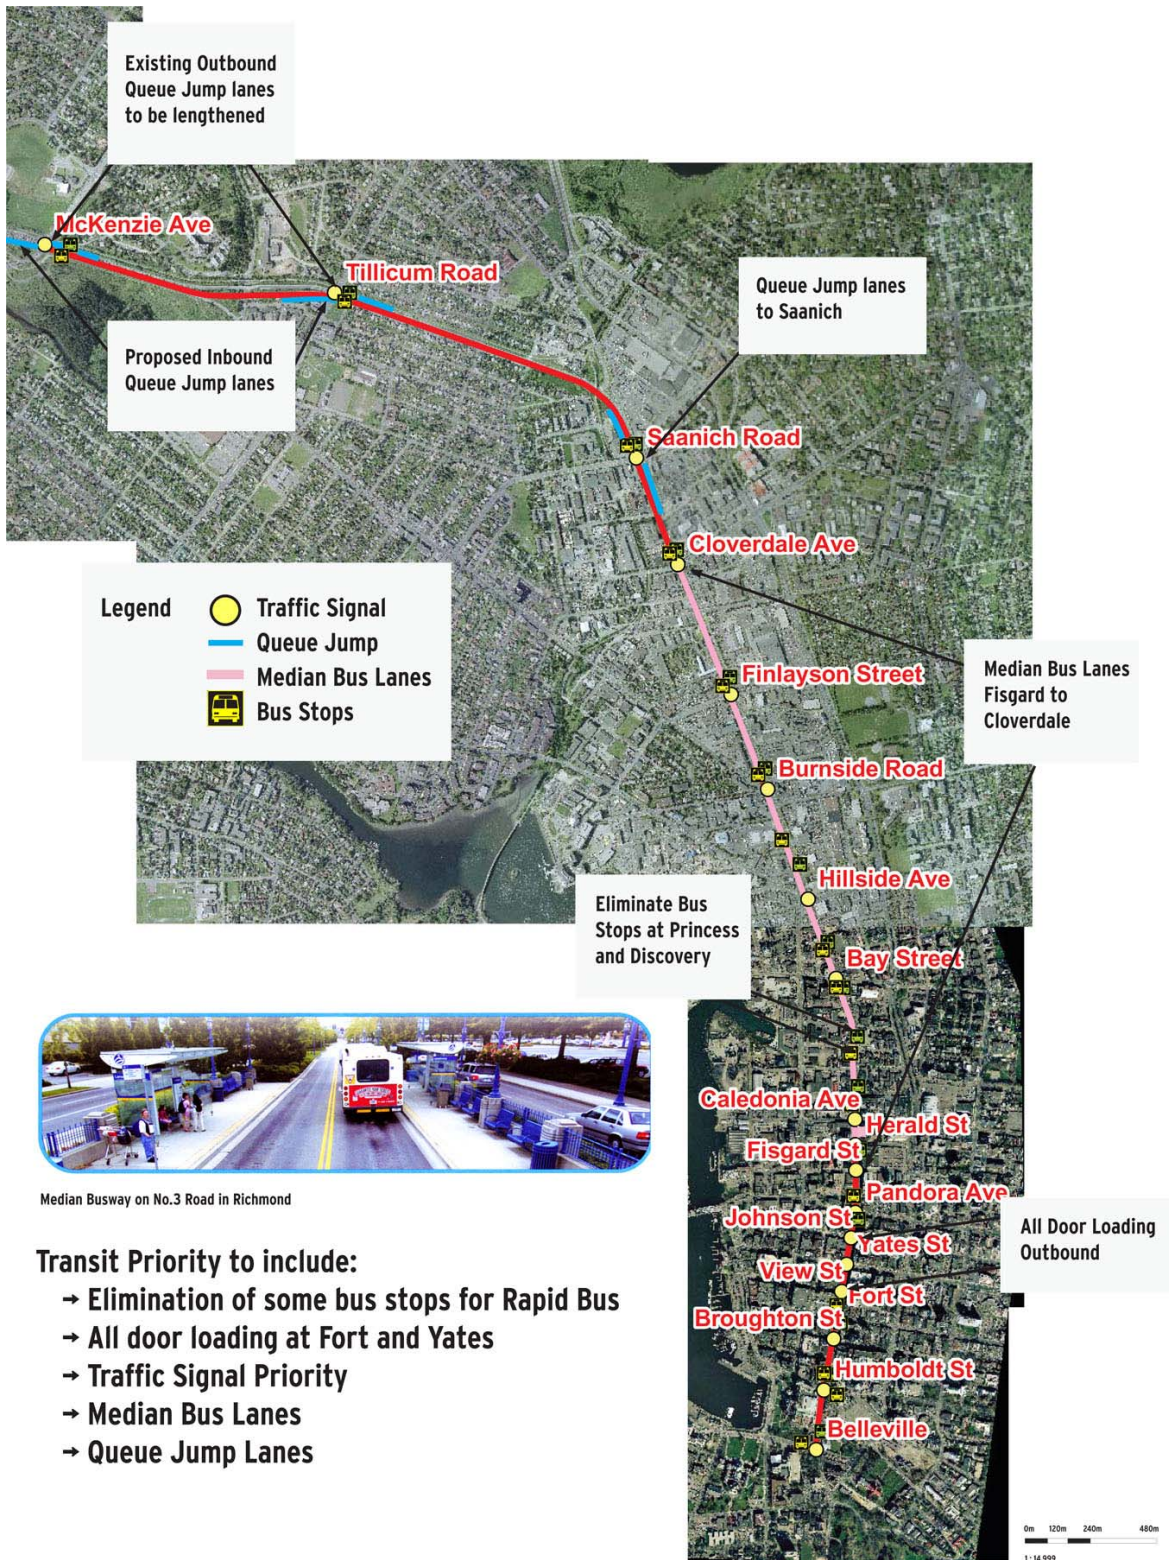 Existing Outbound
Queue Jump lanes
to be lengthened
McKenzie Ave
Tillicum Road
Queue Jump lanes
to Saanich
Proposed Inbound
Queue Jump lanes
Saanich Road
Cloverdale Ave
Legend
Traffic Signal
Queue Jump
Median Bus Lanes
Bus Stops
Finlayson Street
Median Bus Lanes
Fisgard to
Cloverdale
Burnside Road
Hillside Ave
Eliminate Bus
Stops at Princess
and Discovery
Bay Street
Caledonia Ave
Herald St
Fisgard St
Pandora Ave
Johnson St
Yates St
View St
Fort St
Broughton St
Humboldt St
Belleville
All Door Loading
Outbound
Median Busway on No.3 Road in Richmond
Transit Priority to include:
→ Elimination of some bus stops for Rapid Bus
→ All door loading at Fort and Yates
→ Traffic Signal Priority
→ Median Bus Lanes
→ Queue Jump Lanes
0m 120m 240m 480m
1:14,999